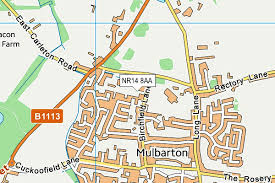 acon
Farm
East Carleton Road
NR14 8AA
Rectory Lane
B1113
Birchfield Lane
Long Lane
Mulbarton
Cuckoofield Lane
The Rosery